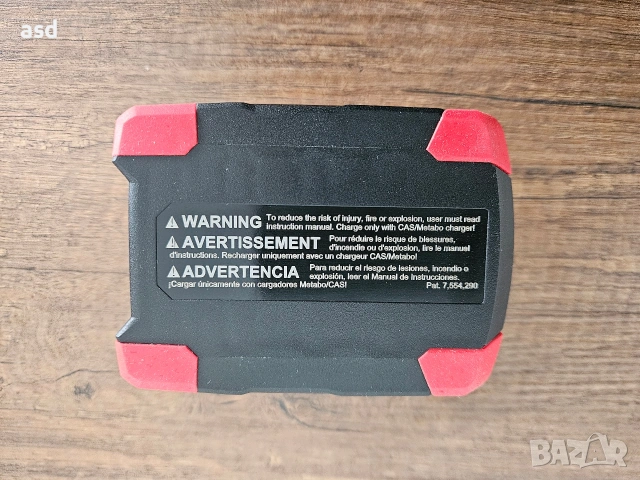 asd
⚠ WARNING To reduce the risk of injury, fire or explosion, user must read
instruction manual. Charge only with CAS/Metabo charger!
⚠ AVERTISSEMENT Pour réduire le risque de blessures,
d'incendie ou d'explosion, lire le manuel
d'instructions. Recharger uniquement avec un chargeur CAS/Metabo!
⚠ ADVERTENCIA Para reducir el riesgo de lesiones, incendio o
explosión, leer el Manual de Instrucciones.
¡Cargar únicamente con cargadores Metabo/CAS! Pat. 7,554,290
BAZAR
bg